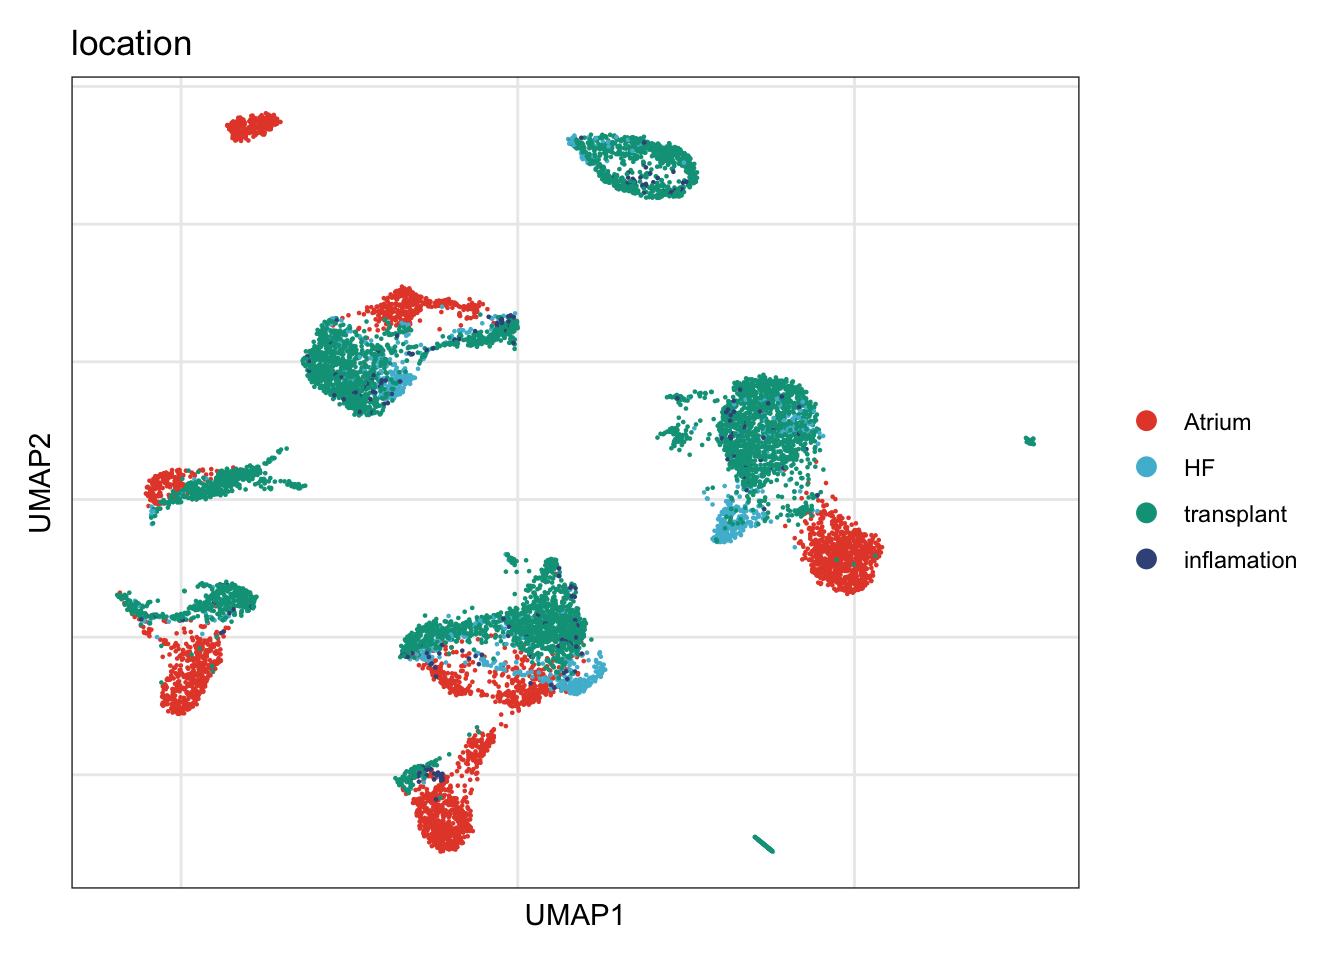 location
UMAP2
UMAP1
Atrium
HF
transplant
inflamation